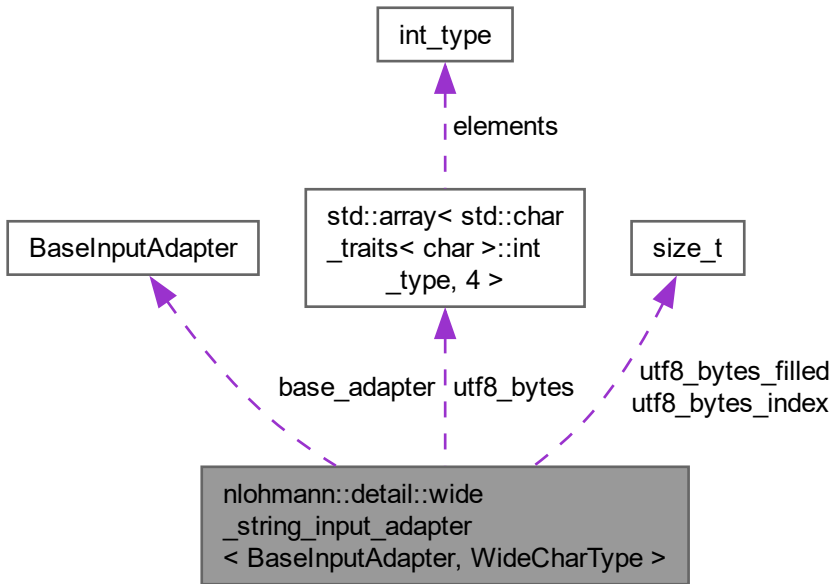 int_type
elements
std::array< std::char
_traits< char >::int
_type, 4 >
BaseInputAdapter
size_t
base_adapter
utf8_bytes
utf8_bytes_filled
utf8_bytes_index
nlohmann::detail::wide
_string_input_adapter
< BaseInputAdapter, WideCharType >